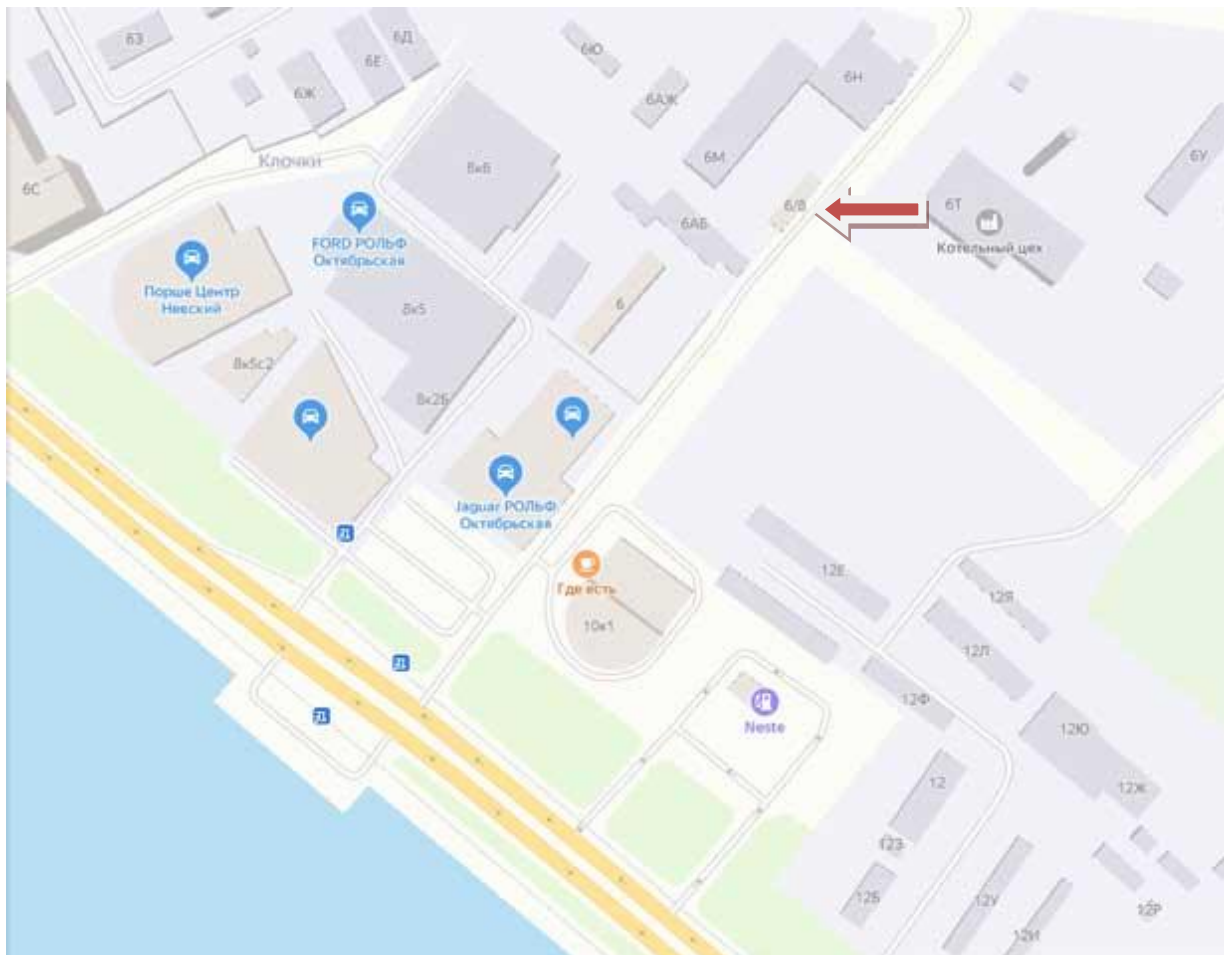 6З
6Д
6Е
6Ж
6Ю
6АЖ
6Н
6М
6У
Клочки
8к6
6С
6/8
6Т
Котельный цех
6АБ
FORD РОЛЬФ
Октябрьская
Порше Центр
Невский
8к5
6
8к5с2
8к2Б
Jaguar РОЛЬФ
Октябрьская
Где есть
10к1
12Е
12Я
12Л
12Ф
Neste
12Ю
12
12Ж
12З
12Б
12У
12Р
12И